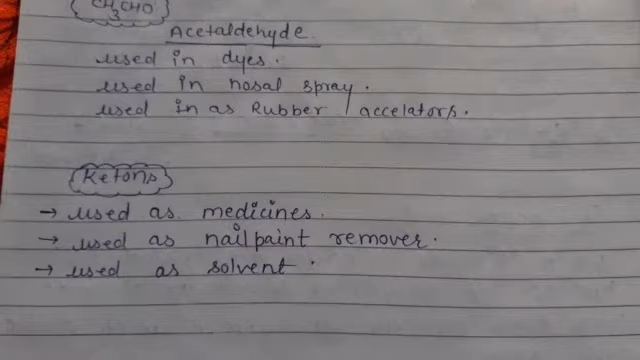 CH3CHO
Acetaldehyde
used in dyes.
used in nosal spray.
used in as Rubber accelators.
Ketons
→ used as medicines.
→ used as nailpaint remover.
→ used as solvent.